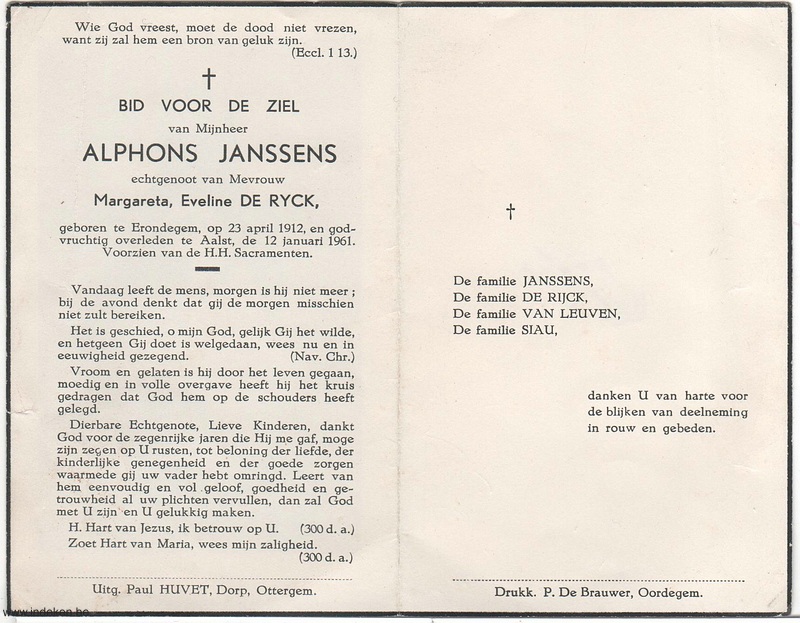 Wie God vreest, moet de dood niet vrezen,
want zij zal hem een bron van geluk zijn.
(Eccl. 1 13.)
BID VOOR DE ZIEL
van Mijnheer
ALPHONS JANSSENS
echtgenoot van Mevrouw
Margareta, Eveline DE RYCK,
geboren te Erondegem, op 23 april 1912, en god-
vruchtig overleden te Aalst, de 12 januari 1961.
Voorzien van de H.H. Sacramenten.
Vandaag leeft de mens, morgen is hij niet meer ;
bij de avond denkt dat gij de morgen misschien
niet zult bereiken.
Het is geschied, o mijn God, gelijk Gij het wilde,
en hetgeen Gij doet is welgedaan, wees nu en in
eeuwigheid gezegend. (Nav. Chr.)
Vroom en gelaten is hij door het leven gegaan,
moedig en in volle overgave heeft hij het kruis
gedragen dat God hem op de schouders heeft
gelegd.
Dierbare Echtgenote, Lieve Kinderen, dankt
God voor de zegenrijke jaren die Hij me gaf, moge
zijn zegen op U rusten, tot beloning der liefde, der
kinderlijke genegenheid en der goede zorgen
waarmede gij uw vader hebt omringd. Leert van
hem eenvoudig en vol geloof, goedheid en ge-
trouwheid al uw plichten vervullen, dan zal God
met U zijn en U gelukkig maken.
H. Hart van Jezus, ik betrouw op U. (300 d. a.)
Zoet Hart van Maria, wees mijn zaligheid.
(300 d. a.)
Uitg. Paul HUVET, Dorp, Ottergem.
www.indeken.be
De familie JANSSENS,
De familie DE RIJCK,
De familie VAN LEUVEN,
De familie SIAU,
danken U van harte voor
de blijken van deelneming
in rouw en gebeden.
Drukk. P. De Brauwer, Oordegem.